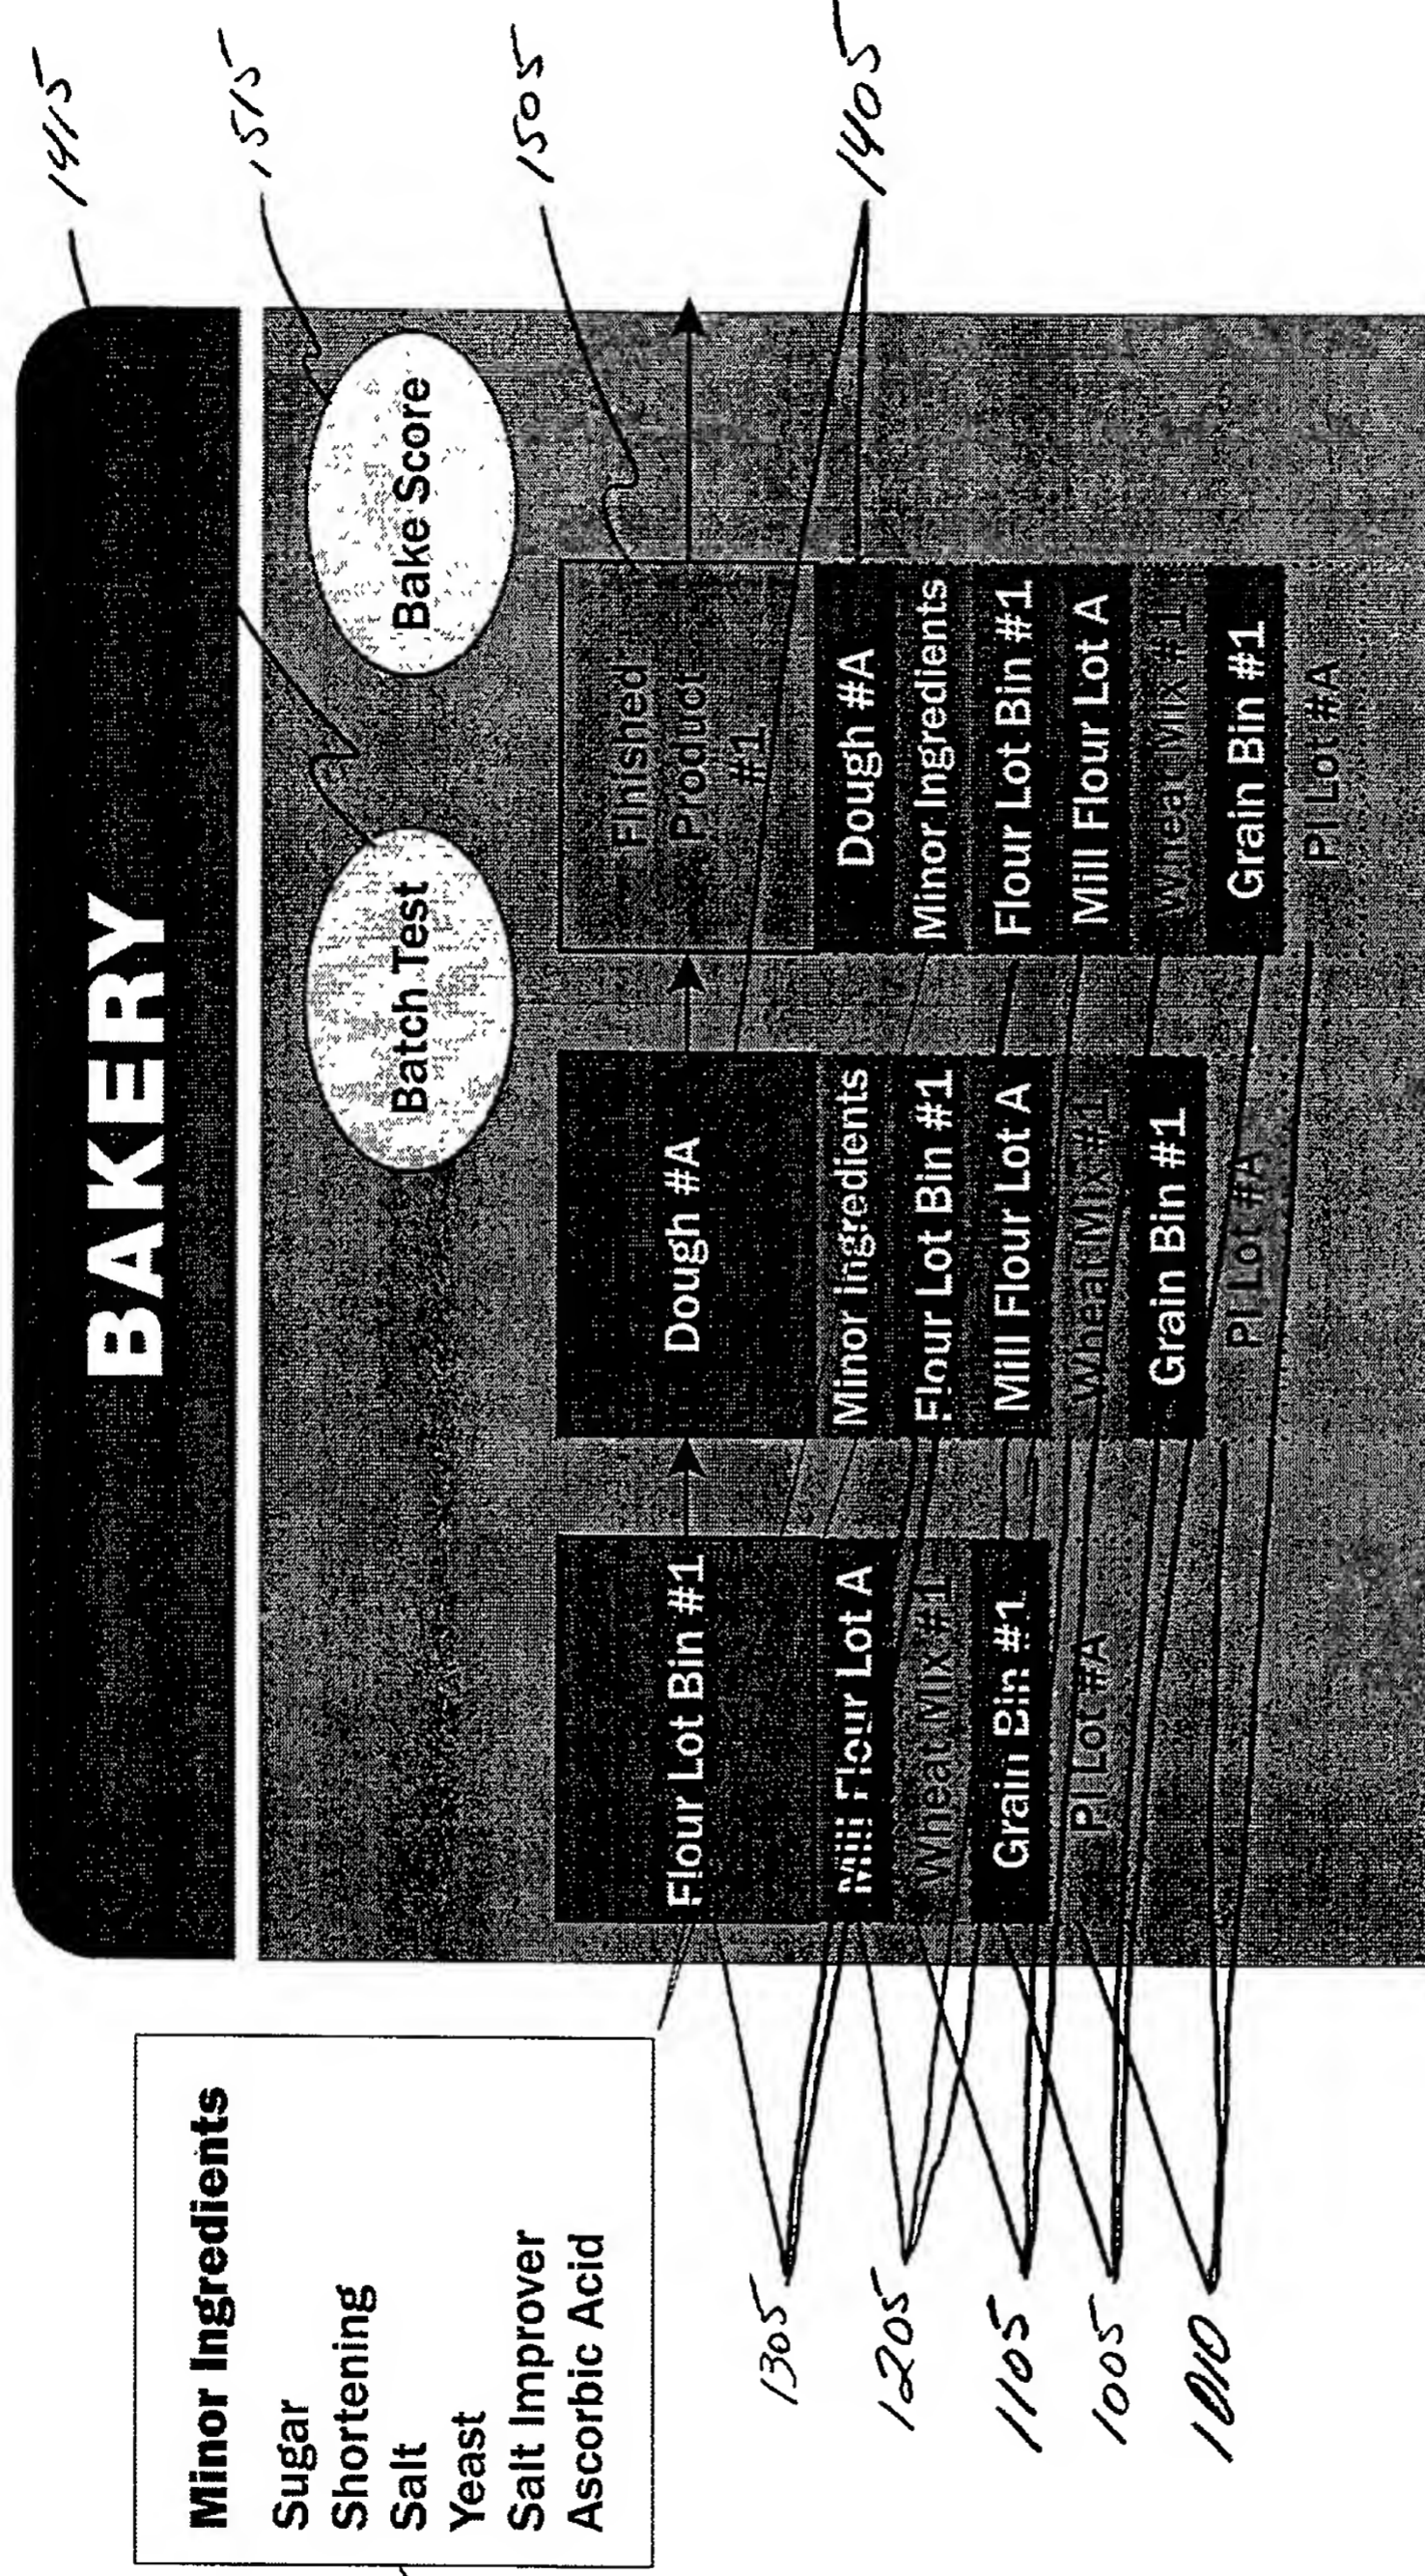 BAKERY
1415
1515
1505
1405
Batch Test
Bake Score
Minor Ingredients
Sugar
Shortening
Salt
Yeast
Salt Improver
Ascorbic Acid
Flour Lot Bin #1
Mill Flour Lot A
Wheat Mix #1
Grain Bin #1
PI Lot #A
Dough #A
Minor Ingredients
Flour Lot Bin #1
Mill Flour Lot A
Wheat Mix #1
Grain Bin #1
PI Lot #A
Finished
Product
#1
Dough #A
Minor Ingredients
Flour Lot Bin #1
Mill Flour Lot A
Wheat Mix #1
Grain Bin #1
PI Lot #A
1305
1205
1105
1005
1010